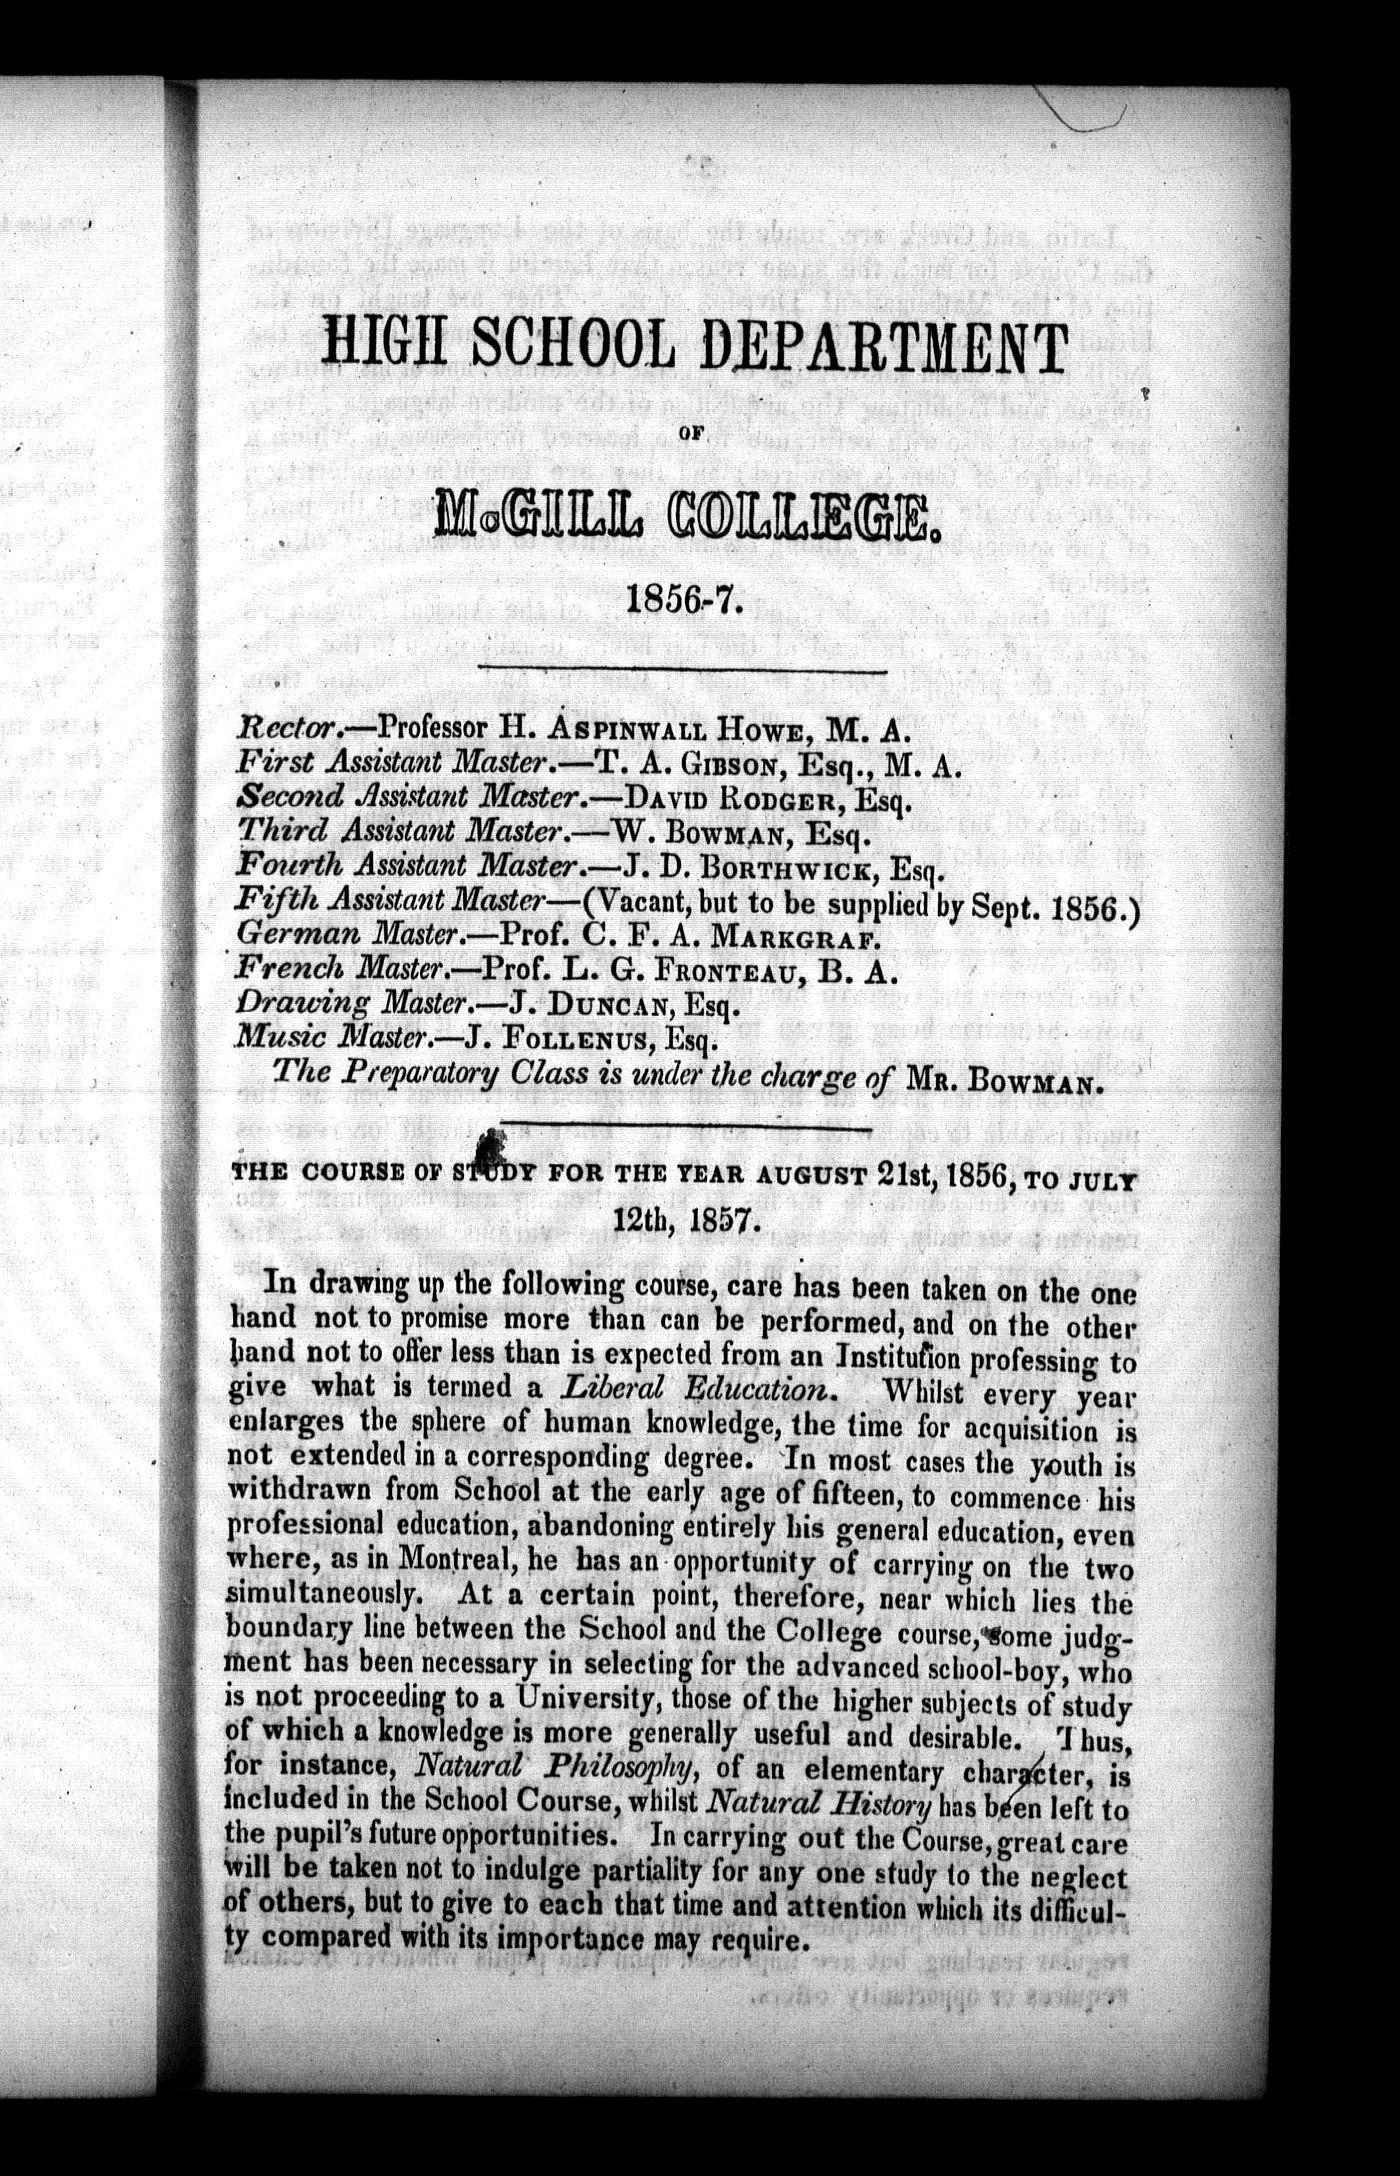 HIGH SCHOOL DEPARTMENT
OF
McGILL COLLEGE.
1856-7.
Rector.—Professor H. ASPINWALL HOWE, M. A.
First Assistant Master.—T. A. GIBSON, Esq., M. A.
Second Assistant Master.—DAVID RODGER, Esq.
Third Assistant Master.—W. BOWMAN, Esq.
Fourth Assistant Master.—J. D. BORTHWICK, Esq.
Fifth Assistant Master—(Vacant, but to be supplied by Sept. 1856.)
German Master.—Prof. C. F. A. MARKGRAF.
French Master.—Prof. L. G. FRONTEAU, B. A.
Drawing Master.—J. DUNCAN, Esq.
Music Master.—J. FOLLENUS, Esq.
The Preparatory Class is under the charge of MR. BOWMAN.
THE COURSE OF STUDY FOR THE YEAR AUGUST 21st, 1856, TO JULY
12th, 1857.
In drawing up the following course, care has been taken on the one
hand not to promise more than can be performed, and on the other
hand not to offer less than is expected from an Institution professing to
give what is termed a Liberal Education. Whilst every year
enlarges the sphere of human knowledge, the time for acquisition is
not extended in a corresponding degree. In most cases the youth is
withdrawn from School at the early age of fifteen, to commence his
professional education, abandoning entirely his general education, even
where, as in Montreal, he has an opportunity of carrying on the two
simultaneously. At a certain point, therefore, near which lies the
boundary line between the School and the College course, some judg-
ment has been necessary in selecting for the advanced school-boy, who
is not proceeding to a University, those of the higher subjects of study
of which a knowledge is more generally useful and desirable. Thus,
for instance, Natural Philosophy, of an elementary character, is
included in the School Course, whilst Natural History has been left to
the pupil's future opportunities. In carrying out the Course, great care
will be taken not to indulge partiality for any one study to the neglect
of others, but to give to each that time and attention which its difficul-
ty compared with its importance may require.